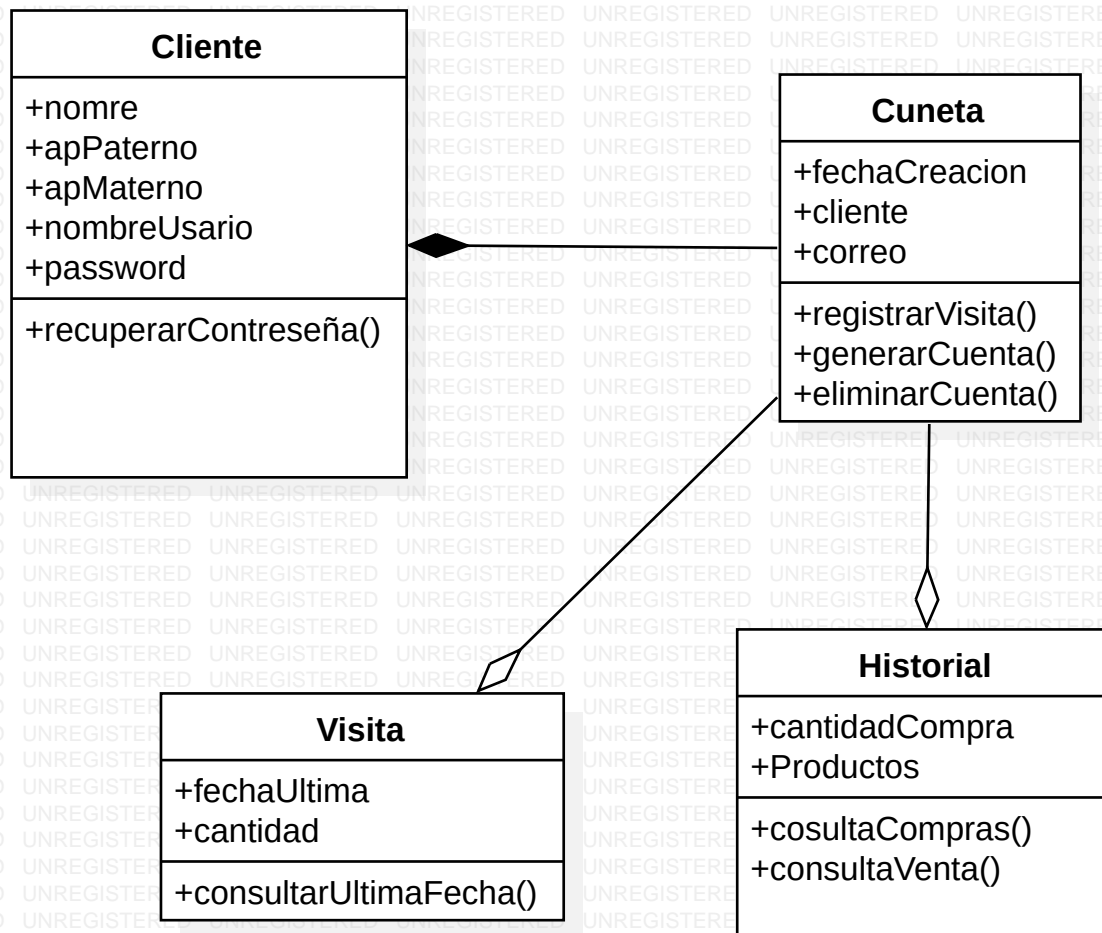 Cliente
+nomre
+apPaterno
+apMaterno
+nombreUsario
+password
+recuperarContreseña()
Cuneta
+fechaCreacion
+cliente
+correo
+registrarVisita()
+generarCuenta()
+eliminarCuenta()
Visita
+fechaUltima
+cantidad
+consultarUltimaFecha()
Historial
+cantidadCompra
+Productos
+cosultaCompras()
+consultaVenta()
UNREGISTERED